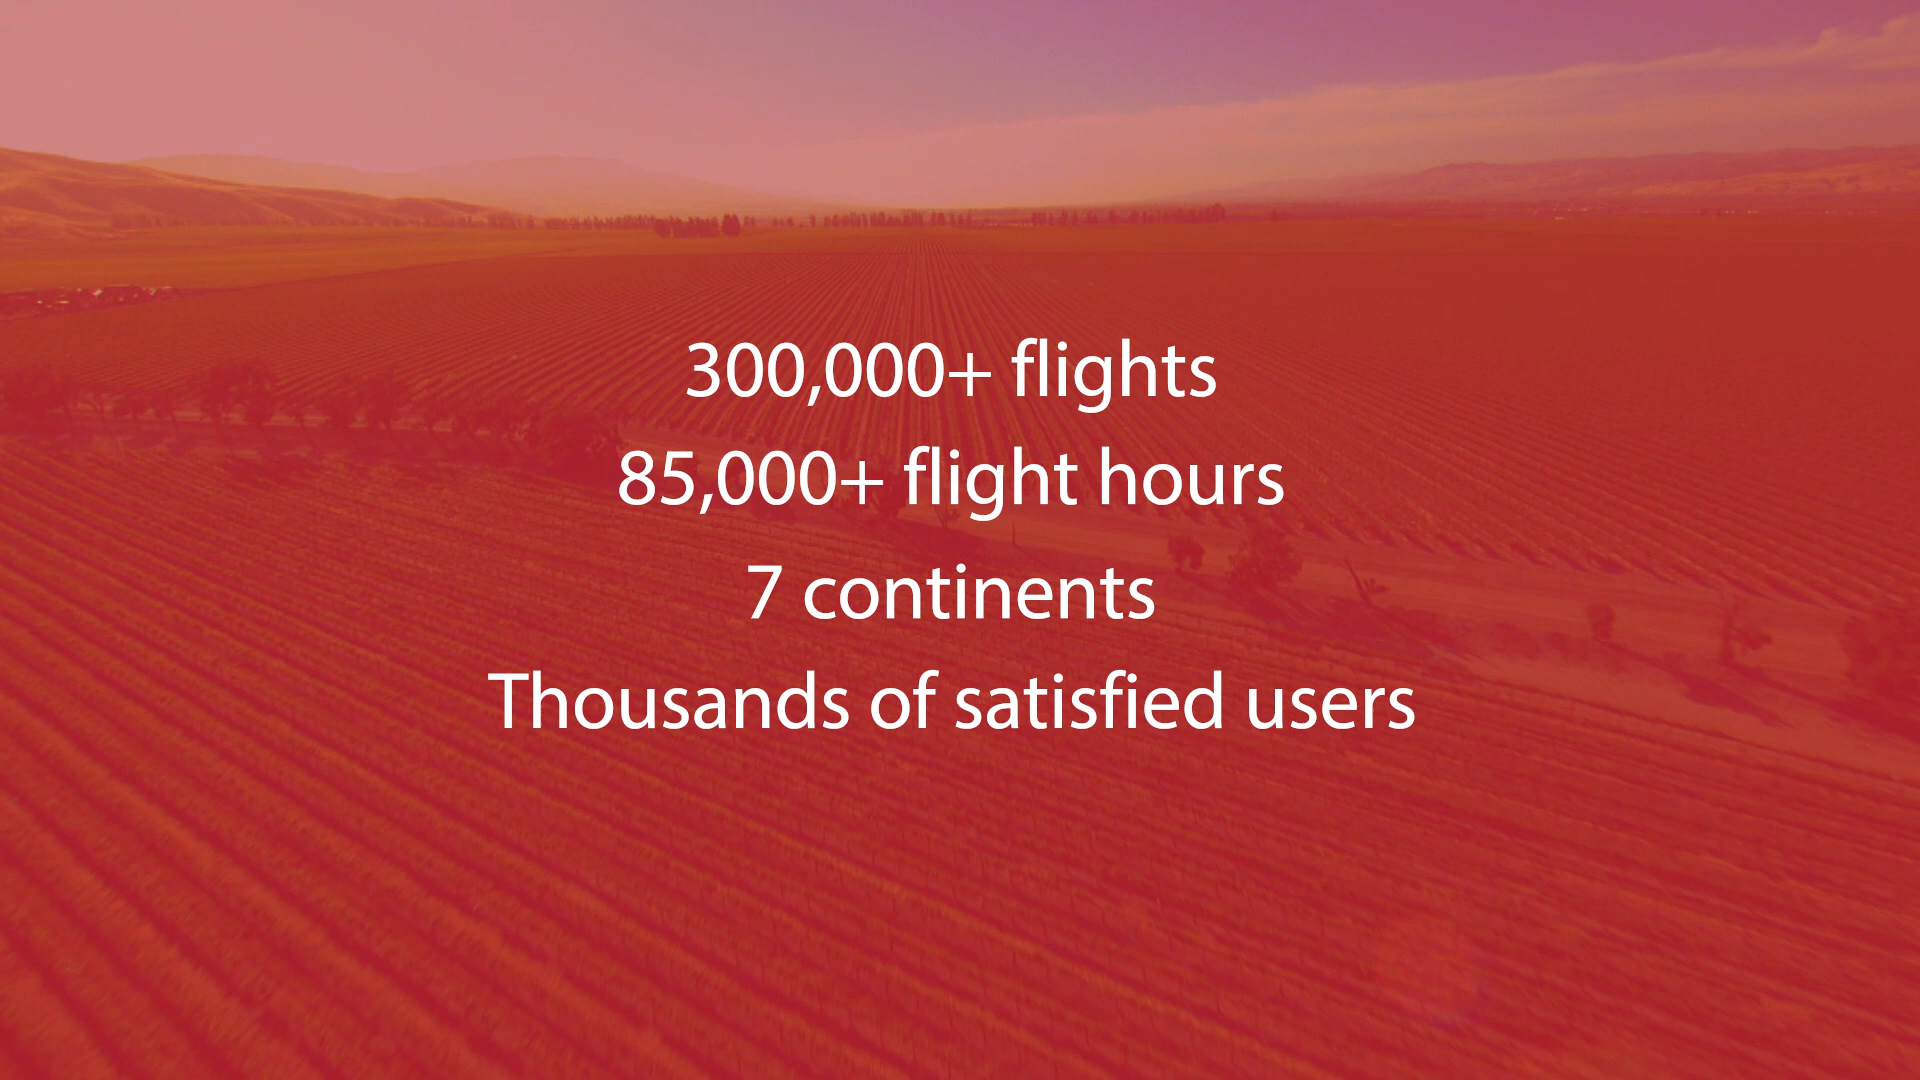 300,000+ flights
85,000+ flight hours
7 continents
Thousands of satisfied users